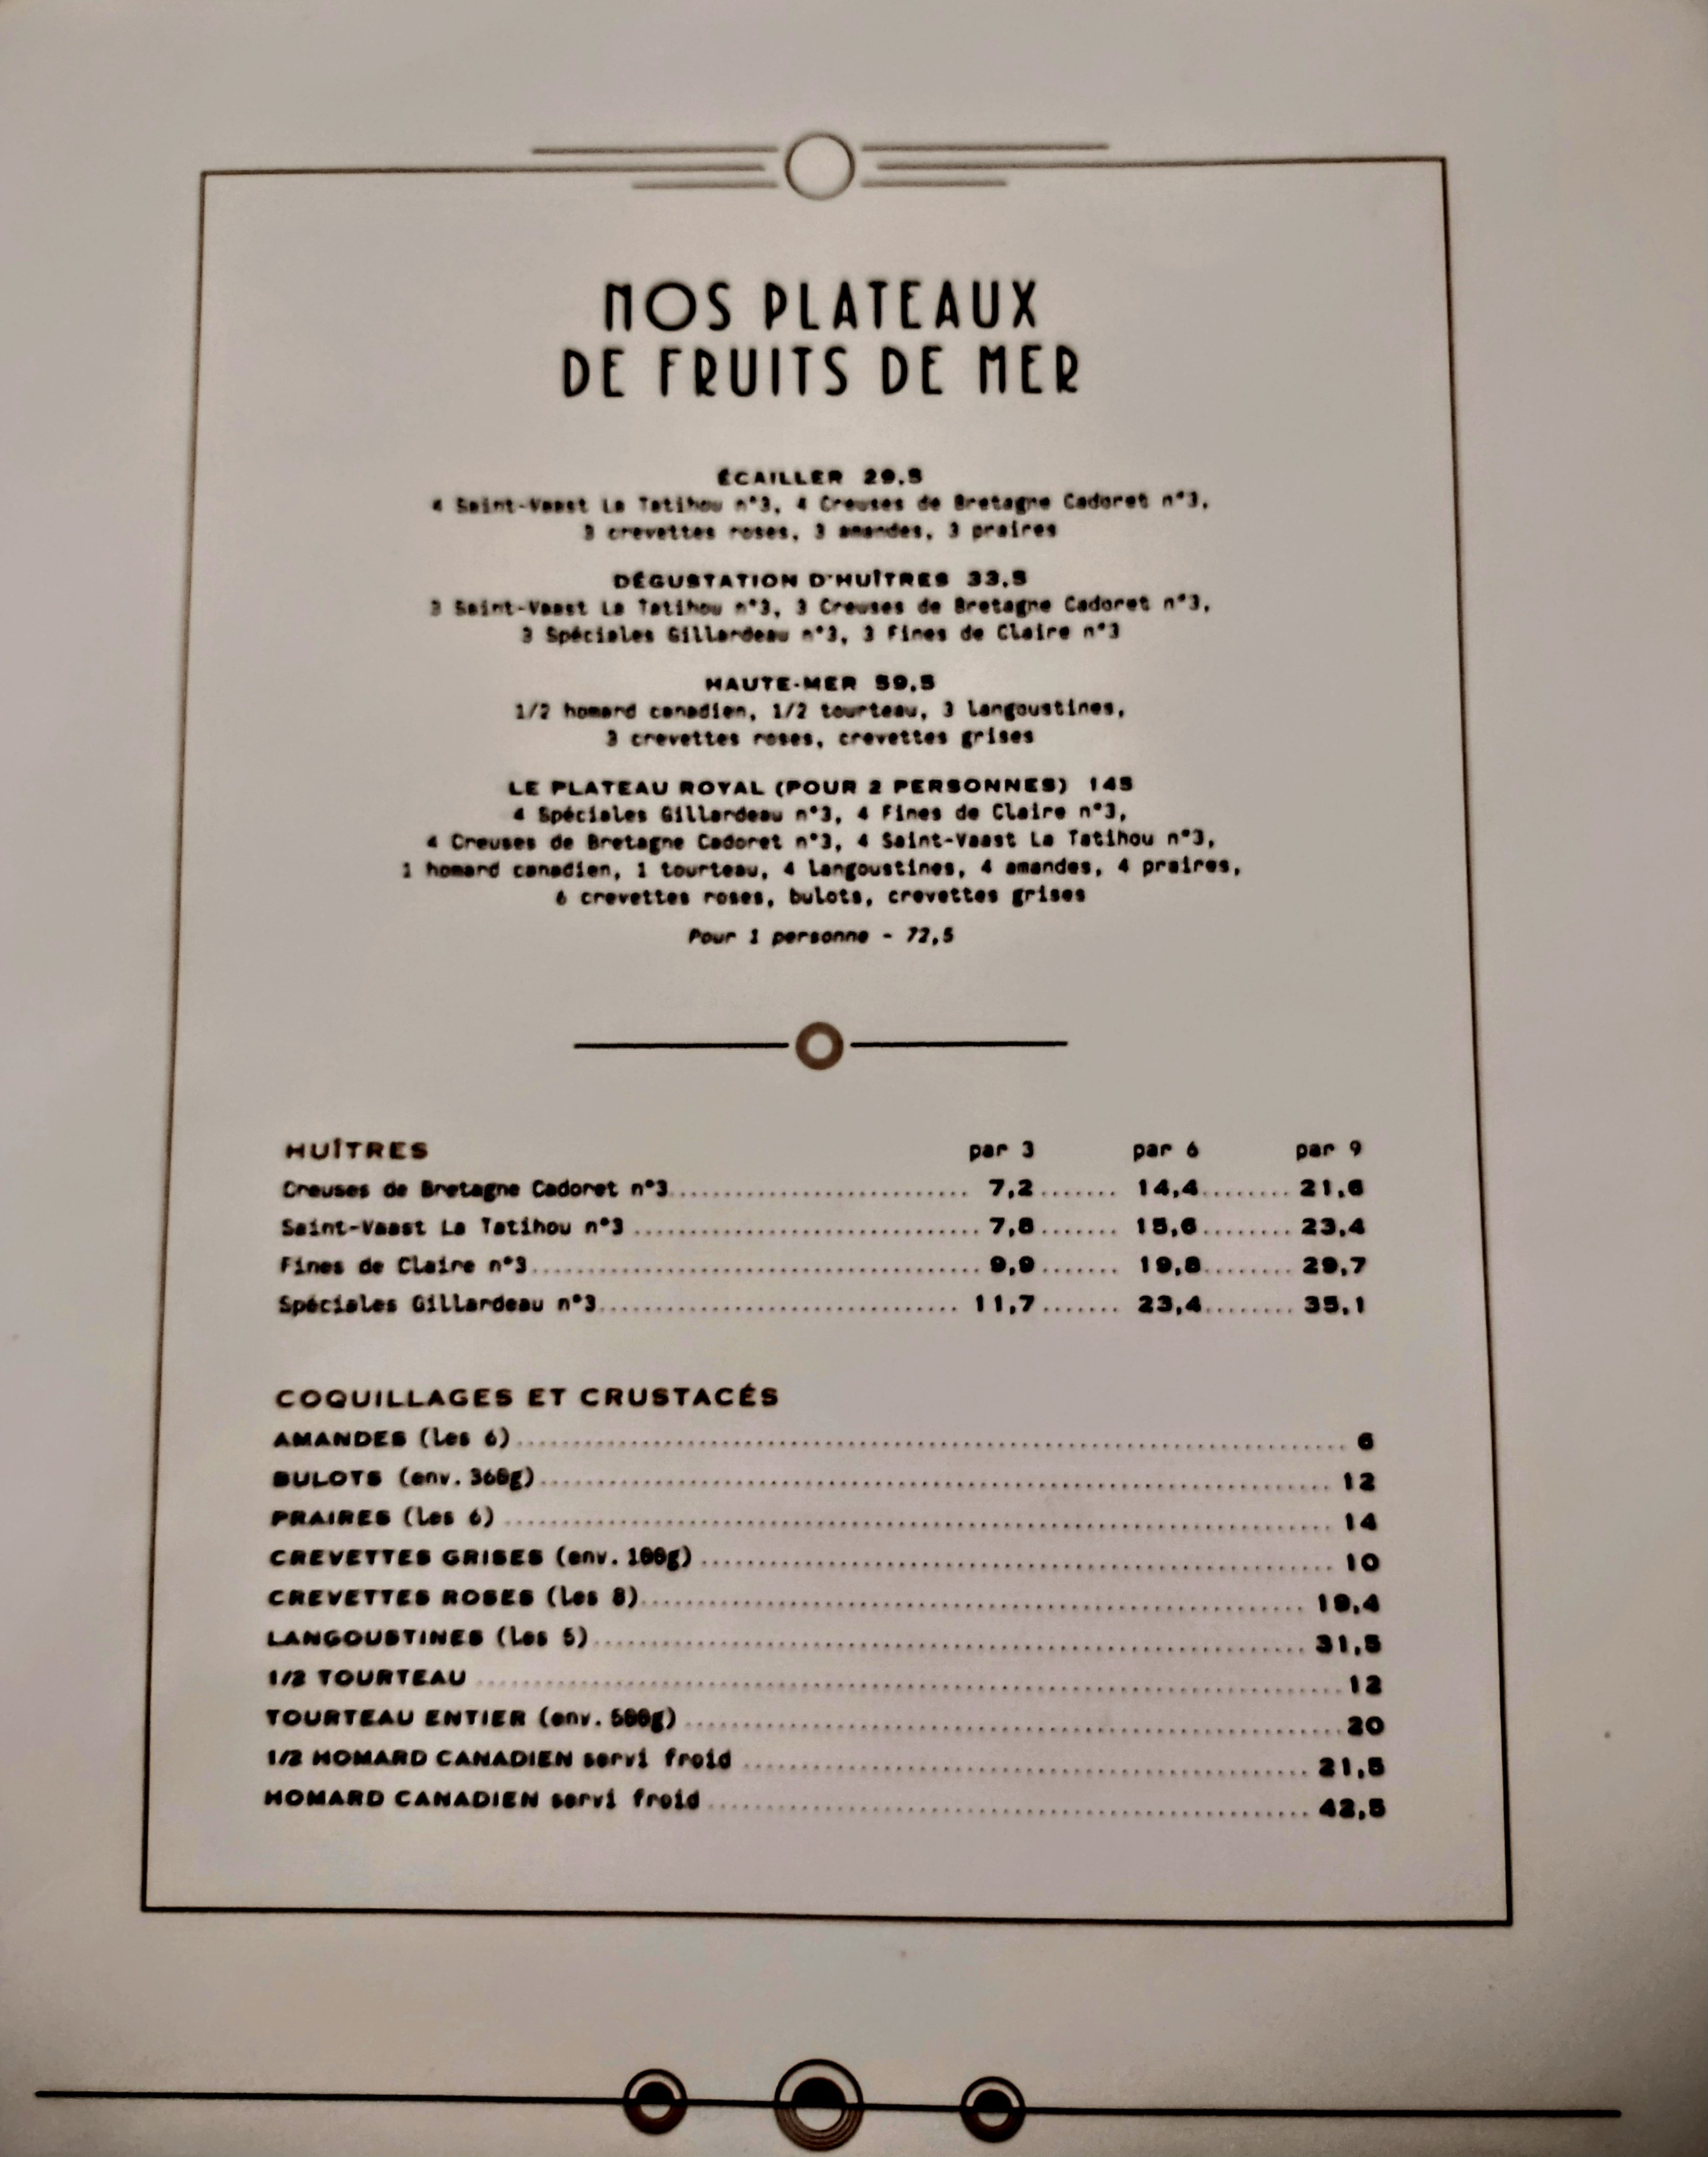 NOS PLATEAUX
DE FRUITS DE MER
ÉCAILLER 29.5
4 Saint-Vaast La Tatihou n°3, 4 Creuses de Bretagne Cadoret n°3,
3 crevettes roses, 3 amandes, 3 praires
DÉGUSTATION D'HUÎTRES 33.5
3 Saint-Vaast La Tatihou n°3, 3 Creuses de Bretagne Cadoret n°3,
3 Spéciales Gillardeau n°3, 3 Fines de Claire n°3
HAUTE-MER 59.5
1/2 homard canadien, 1/2 tourteau, 3 langoustines,
3 crevettes roses, crevettes grises
LE PLATEAU ROYAL (POUR 2 PERSONNES) 145
4 Spéciales Gillardeau n°3, 4 Fines de Claire n°3,
4 Creuses de Bretagne Cadoret n°3, 4 Saint-Vaast La Tatihou n°3,
1 homard canadien, 1 tourteau, 4 langoustines, 4 amandes, 4 praires,
6 crevettes roses, bulots, crevettes grises
Pour 1 personne - 72,5
HUÎTRES par 3 par 6 par 9
Creuses de Bretagne Cadoret n°3 7,2 14,4 21,6
Saint-Vaast La Tatihou n°3 7,8 15,6 23,4
Fines de Claire n°3 9,9 19,8 29,7
Spéciales Gillardeau n°3 11,7 23,4 35,1
COQUILLAGES ET CRUSTACÉS
AMANDES (les 6) 6
BULOTS (env. 360g) 12
PRAIRES (les 6) 14
CREVETTES GRISES (env. 100g) 10
CREVETTES ROSES (les 8) 19,4
LANGOUSTINES (les 5) 31,5
1/2 TOURTEAU 12
TOURTEAU ENTIER (env. 500g) 20
1/2 HOMARD CANADIEN servi froid 21,5
HOMARD CANADIEN servi froid 42,5